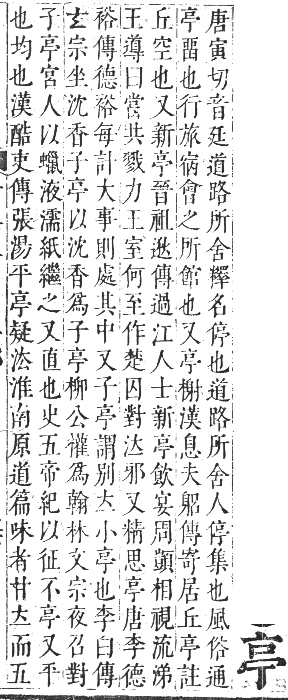 亭
唐寅切音廷道路所舍釋名停也道路所舍人停集也風俗通
亭畱也行旅宿會之所館也又亭榭漢息夫躬傳寄居丘亭註
丘空也又新亭晉祖逖傳過江人士新亭飲宴周顗相視流涕
王導曰當共戮力王室何至作楚囚對泣邪又精思亭唐李德
裕傳德裕每計大事則處其中又子亭謂別大小亭也李白傳
玄宗坐沈香子亭以沈香爲子亭柳公權爲翰林文宗夜召對
子亭宮人以蠟液濡紙繼之又直也史五帝紀以征不亭又平
也均也漢酷吏傳張湯平亭疑法淮南原道篇味者甘立而五